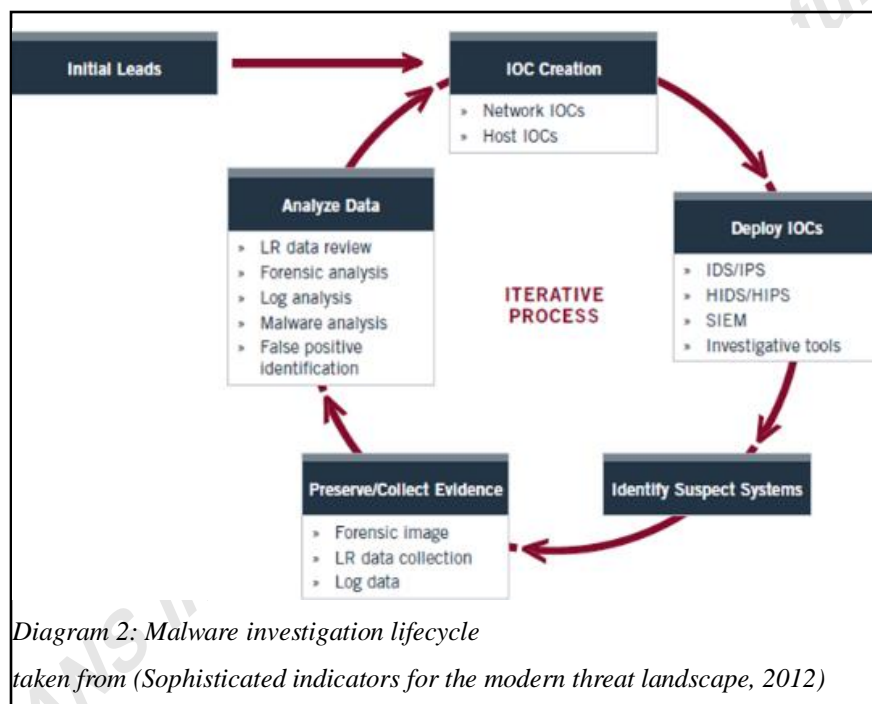 Initial Leads
IOC Creation
» Network IOCs
» Host IOCs
Analyze Data
» LR data review
» Forensic analysis
» Log analysis
» Malware analysis
» False positive
identification
Deploy IOCs
» IDS/IPS
» HIDS/HIPS
» SIEM
» Investigative tools
ITERATIVE
PROCESS
Preserve/Collect Evidence
» Forensic image
» LR data collection
» Log data
Identify Suspect Systems
Diagram 2: Malware investigation lifecycle
taken from (Sophisticated indicators for the modern threat landscape, 2012)